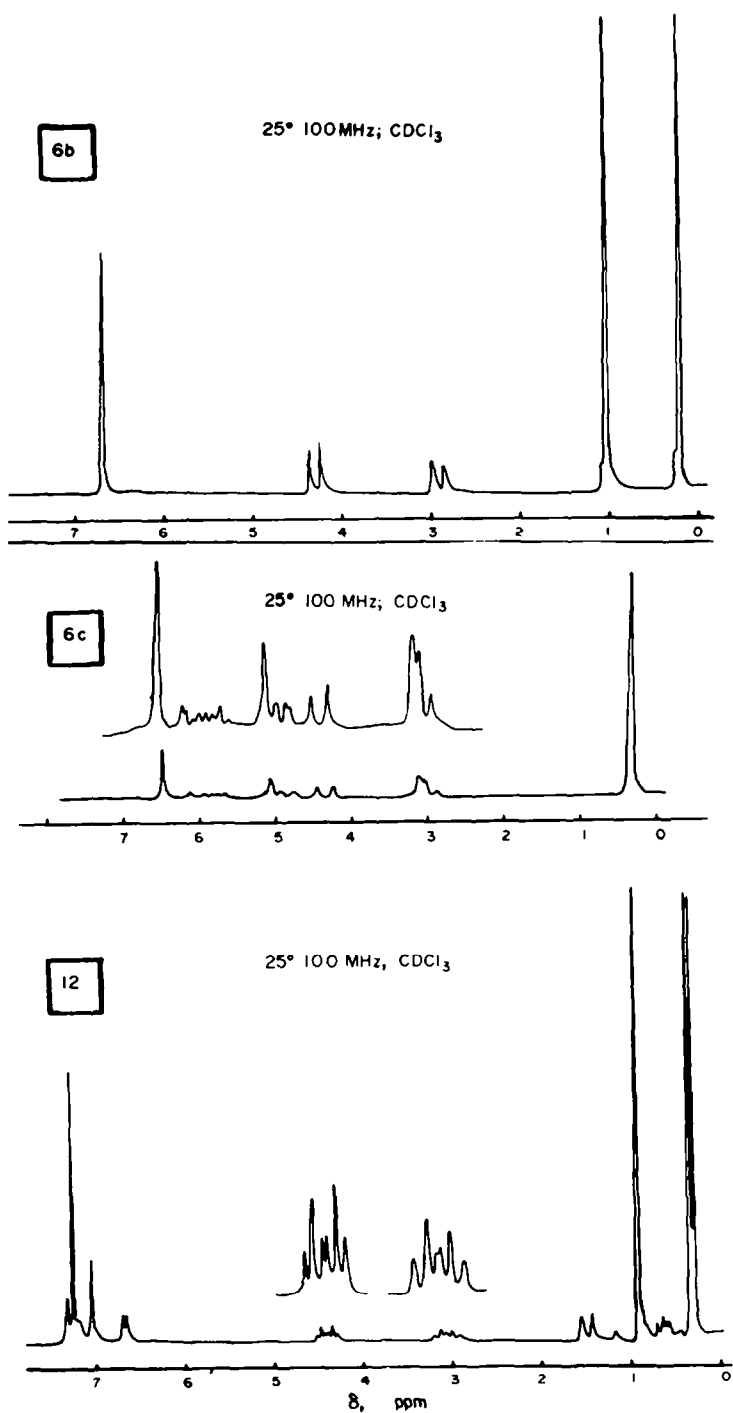 6b
25° 100MHz; CDCl3
7 6 5 4 3 2 1 0
6c
25° 100 MHz; CDCl3
7 6 5 4 3 2 1 0
12
25° 100 MHz, CDCl3
7 6 5 4 3 2 1 0
δ, ppm